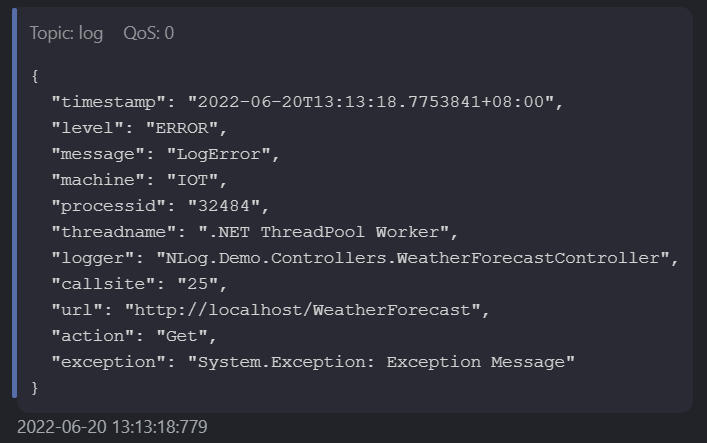 Topic: log QoS: 0
{
  "timestamp": "2022-06-20T13:13:18.7753841+08:00",
  "level": "ERROR",
  "message": "LogError",
  "machine": "IOT",
  "processid": "32484",
  "threadname": ".NET ThreadPool Worker",
  "logger": "NLog.Demo.Controllers.WeatherForecastController",
  "callsite": "25",
  "url": "http://localhost/WeatherForecast",
  "action": "Get",
  "exception": "System.Exception: Exception Message"
}
2022-06-20 13:13:18:779